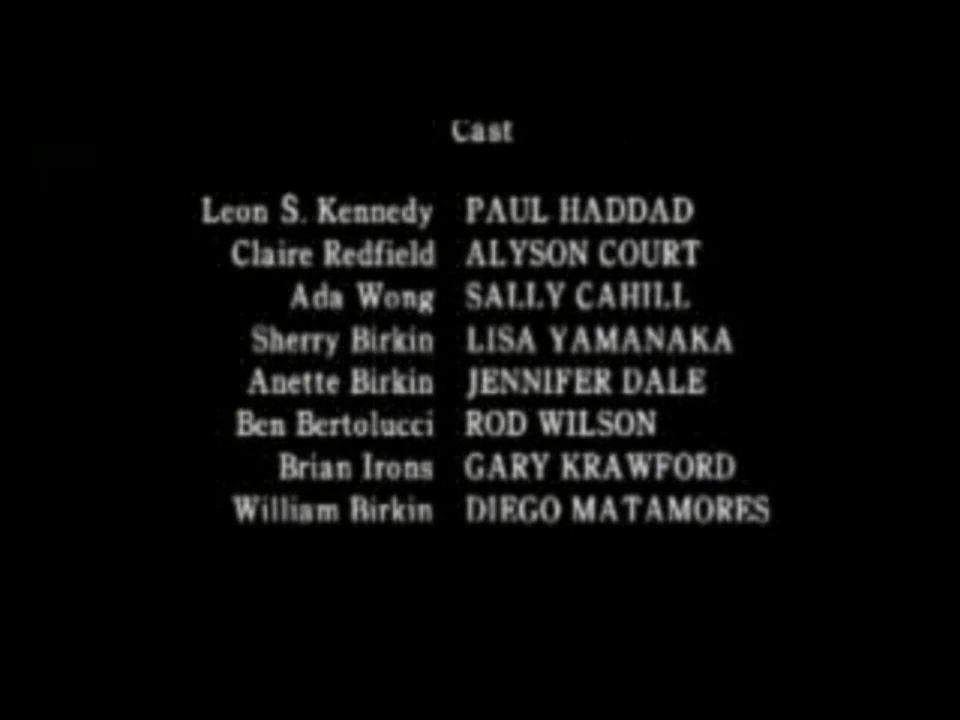 Cast
Leon S. Kennedy PAUL HADDAD
Claire Redfield ALYSON COURT
Ada Wong SALLY CAHILL
Sherry Birkin LISA YAMANAKA
Anette Birkin JENNIFER DALE
Ben Bertolucci ROD WILSON
Brian Irons GARY KRAWFORD
William Birkin DIEGO MATAMORES